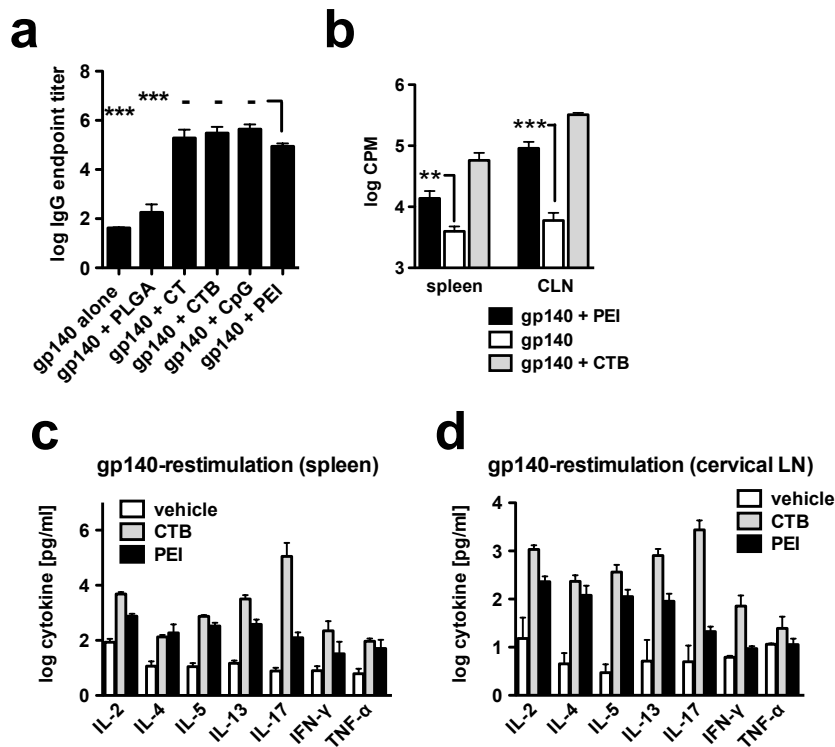 a
log IgG endpoint titer
8
6
4
2
0
*** *** - - -
gp140 alone
gp140 + PLGA
gp140 + CT
gp140 + CTB
gp140 + CpG
gp140 + PEI
b
log CPM
6
5
4
3
**
***
spleen CLN
gp140 + PEI
gp140
gp140 + CTB
c
gp140-restimulation (spleen)
log cytokine [pg/ml]
6
4
2
0
vehicle
CTB
PEI
IL-2
IL-4
IL-5
IL-13
IL-17
IFN-γ
TNF-α
d
gp140-restimulation (cervical LN)
log cytokine [pg/ml]
4
3
2
1
0
vehicle
CTB
PEI
IL-2
IL-4
IL-5
IL-13
IL-17
IFN-γ
TNF-α